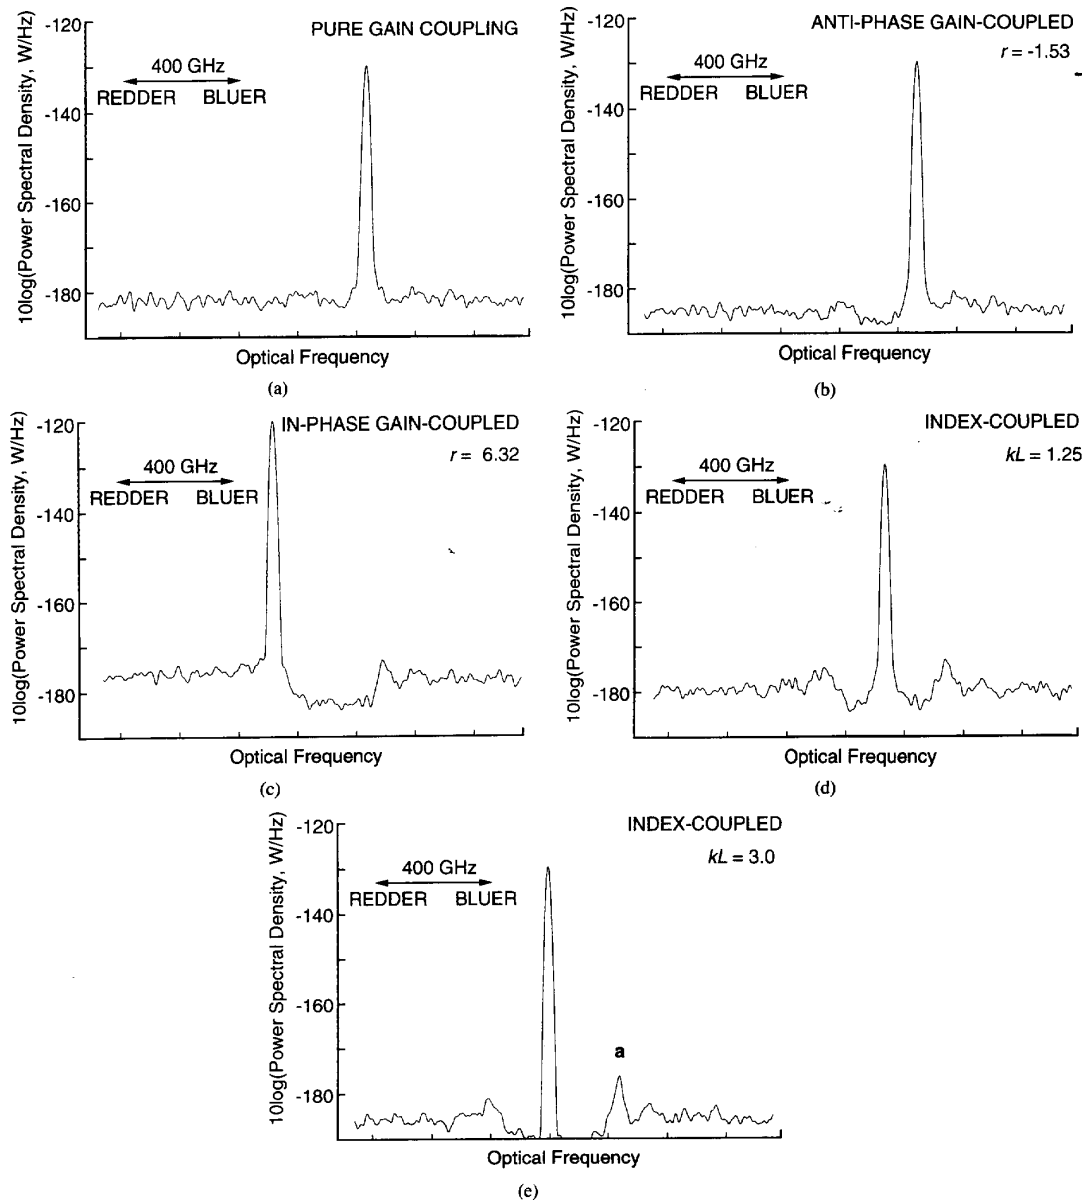 -120
PURE GAIN COUPLING
400 GHz
REDDER BLUER
-140
-160
-180
10log(Power Spectral Density, W/Hz)
Optical Frequency
(a)
-120
ANTI-PHASE GAIN-COUPLED
r = -1.53
400 GHz
REDDER BLUER
-140
-160
-180
10log(Power Spectral Density, W/Hz)
Optical Frequency
(b)
-120
IN-PHASE GAIN-COUPLED
r = 6.32
400 GHz
REDDER BLUER
-140
-160
-180
10log(Power Spectral Density, W/Hz)
Optical Frequency
(c)
-120
INDEX-COUPLED
kL = 1.25
400 GHz
REDDER BLUER
-140
-160
-180
10log(Power Spectral Density, W/Hz)
Optical Frequency
(d)
-120
INDEX-COUPLED
kL = 3.0
400 GHz
REDDER BLUER
-140
-160
a
-180
10log(Power Spectral Density, W/Hz)
Optical Frequency
(e)